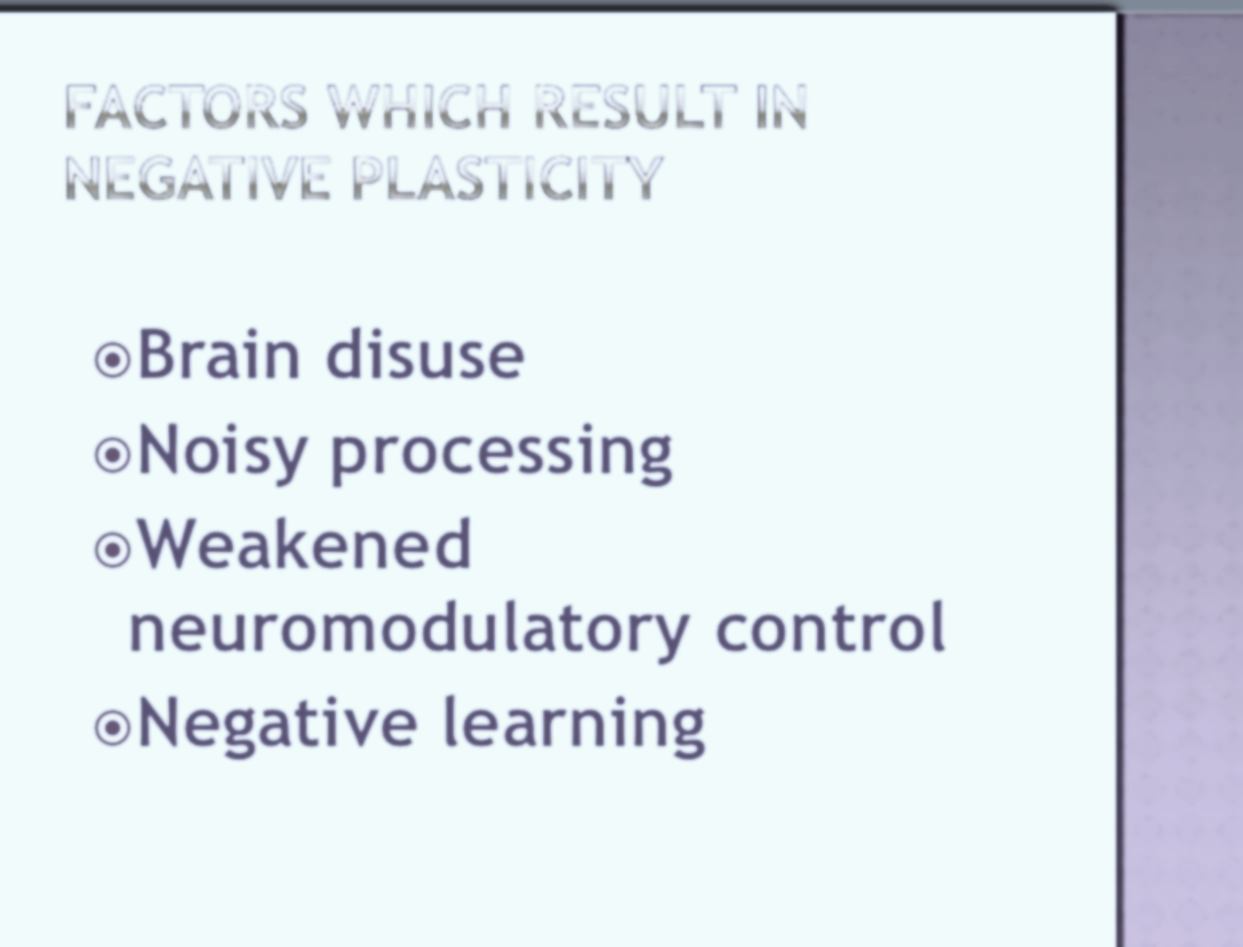 FACTORS WHICH RESULT IN
NEGATIVE PLASTICITY
Brain disuse
Noisy processing
Weakened
neuromodulatory control
Negative learning